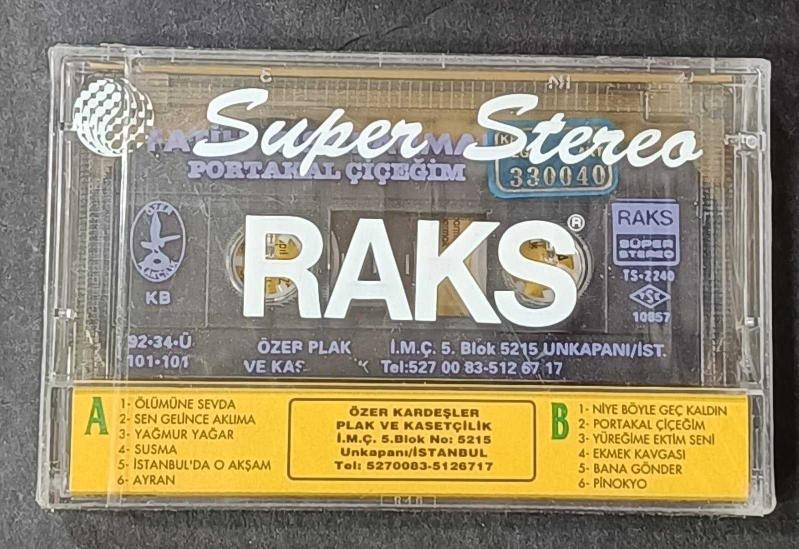 Super Stereo
PORTAKAL ÇİÇEĞİM
330040
RAKS®
ÖZER
KB
RAKS
SÜPER
STEREO
TS-2240
TSE
10857
92·34·Ü
101·101
ÖZER PLAK İ.M.Ç. 5. Blok 5215 UNKAPANI/İST.
VE Tel:527 00 83-512 67 17
A
1- ÖLÜMÜNE SEVDA
2- SEN GELİNCE AKLIMA
3- YAĞMUR YAĞAR
4- SUSMA
5- İSTANBUL'DA O AKŞAM
6- AYRAN
ÖZER KARDEŞLER
PLAK VE KASETÇİLİK
İ.M.Ç. 5.Blok No: 5215
Unkapanı/İSTANBUL
Tel: 5270083-5126717
B
1- NİYE BÖYLE GEÇ KALDIN
2- PORTAKAL ÇİÇEĞİM
3- YÜREĞİME EKTİM SENİ
4- EKMEK KAVGASI
5- BANA GÖNDER
6- PİNOKYO